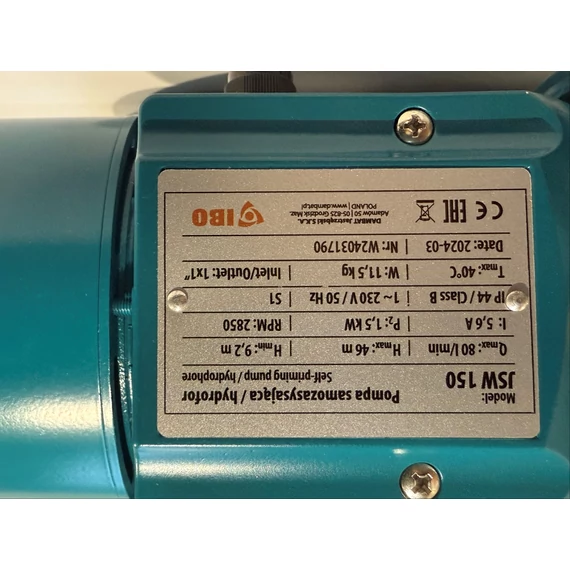 Model: Pompa samozasysająca / hydrofor
JSW 150 Self-priming pump / hydrophore
Qmax: 80 l/min | Hmax: 46 m | Hmin: 9,2 m
I: 5,6 A | P2: 1,5 kW | RPM: 2850
IP 44 / Class B | 1~ 230 V / 50 Hz | S1
Tmax: 40°C | W: 11,5 kg | Inlet/Outlet: 1x1"
Date: 2024-03 | Nr: W24031790
CE EAC IBO
DAMBAT Jastrzębski S.K.A.
Adamów 50 | 05-825 Grodzisk Maz.
POLAND | www.dambat.pl